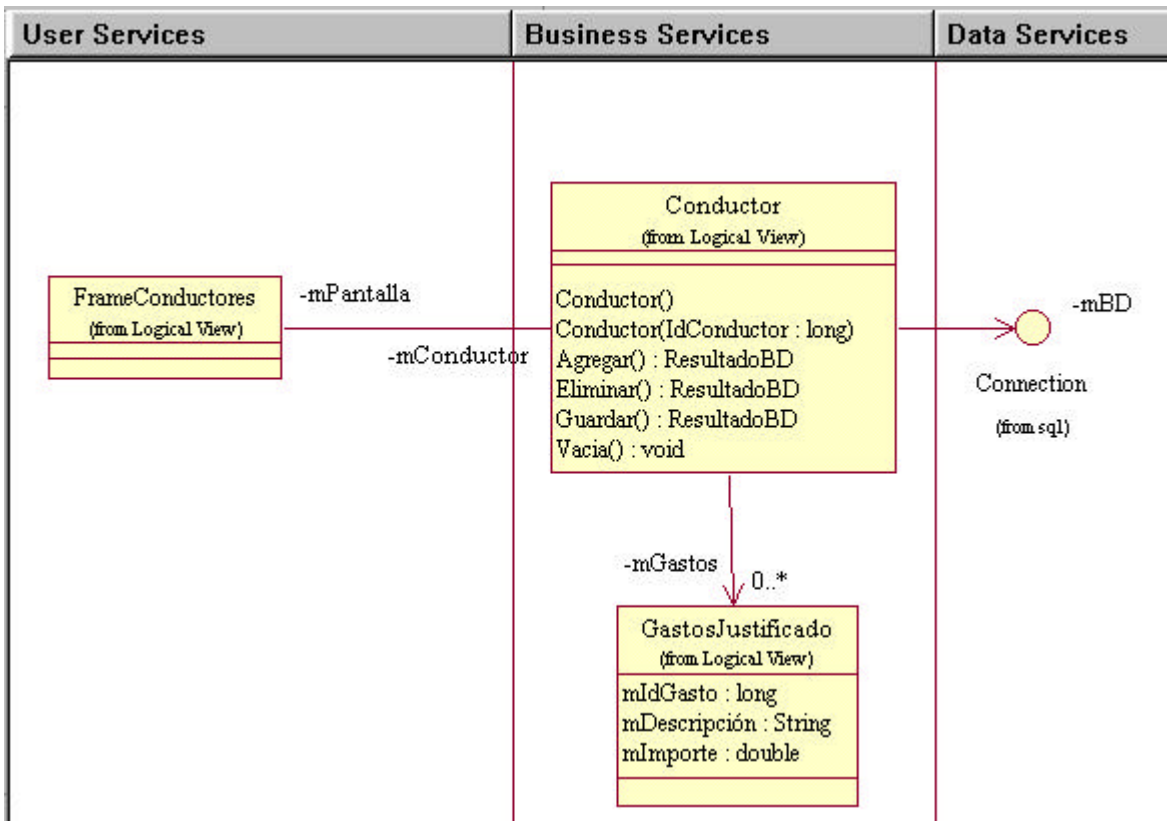 User Services
Business Services
Data Services
FrameConductores
(from Logical View)
-mPantalla
-mConductor
Conductor
(from Logical View)
Conductor()
Conductor(IdConductor : long)
Agregar() : ResultadoBD
Eliminar() : ResultadoBD
Guardar() : ResultadoBD
Vacia() : void
-mBD
Connection
(from sql)
-mGastos
0..*
GastosJustificado
(from Logical View)
mIdGasto : long
mDescripción : String
mImporte : double